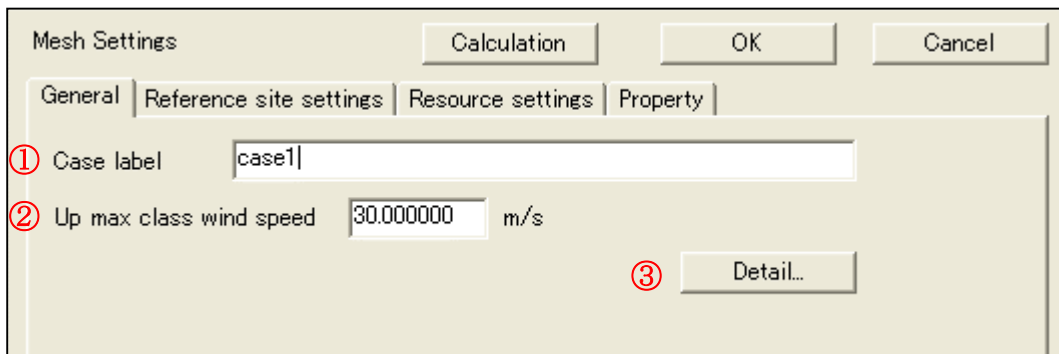 Mesh Settings Calculation OK Cancel
General Reference site settings Resource settings Property
① Case label case1
② Up max class wind speed 30.000000 m/s
③ Detail...